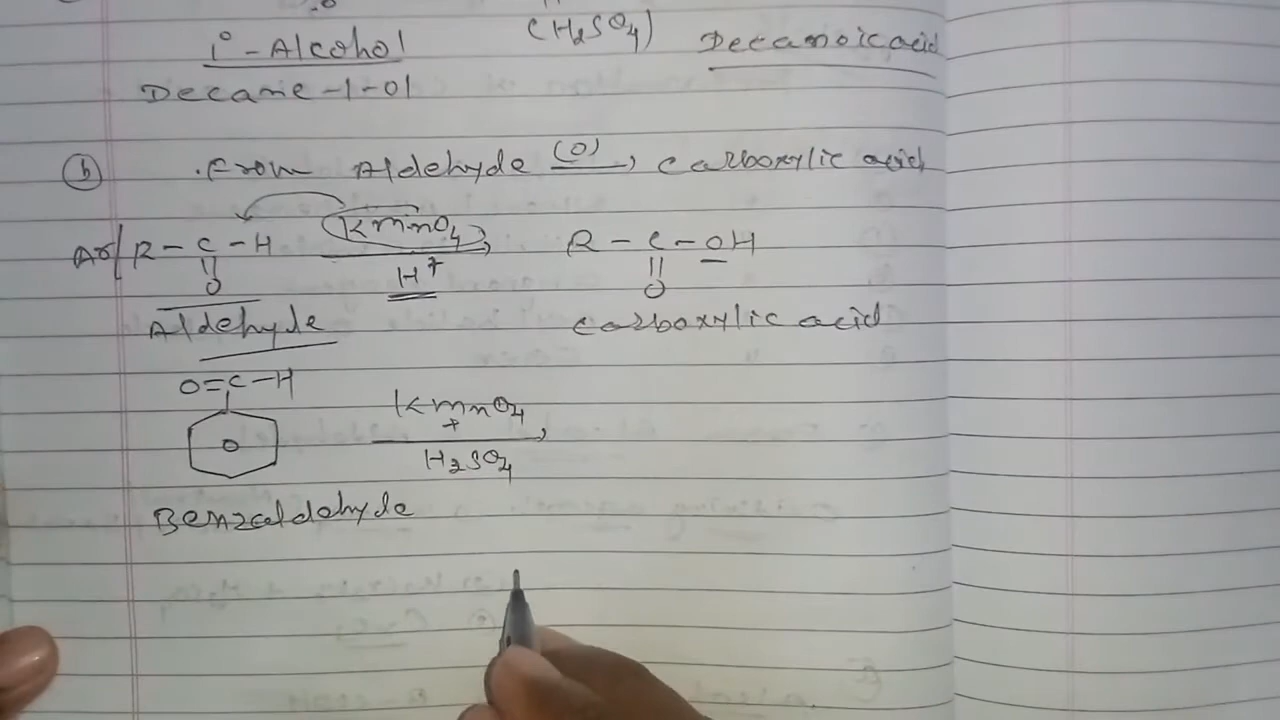 (H₂SO₄) Decanoic acid
1°-Alcohol
Decane-1-ol
(b) . From Aldehyde (O)→ carboxylic acid
Ar/R-C-H KMnO₄ → R-C-OH
|| H⁺ ||
O O
Aldehyde carboxylic acid
O=C-H
KMnO₄
+ →
H₂SO₄
Benzaldehyde